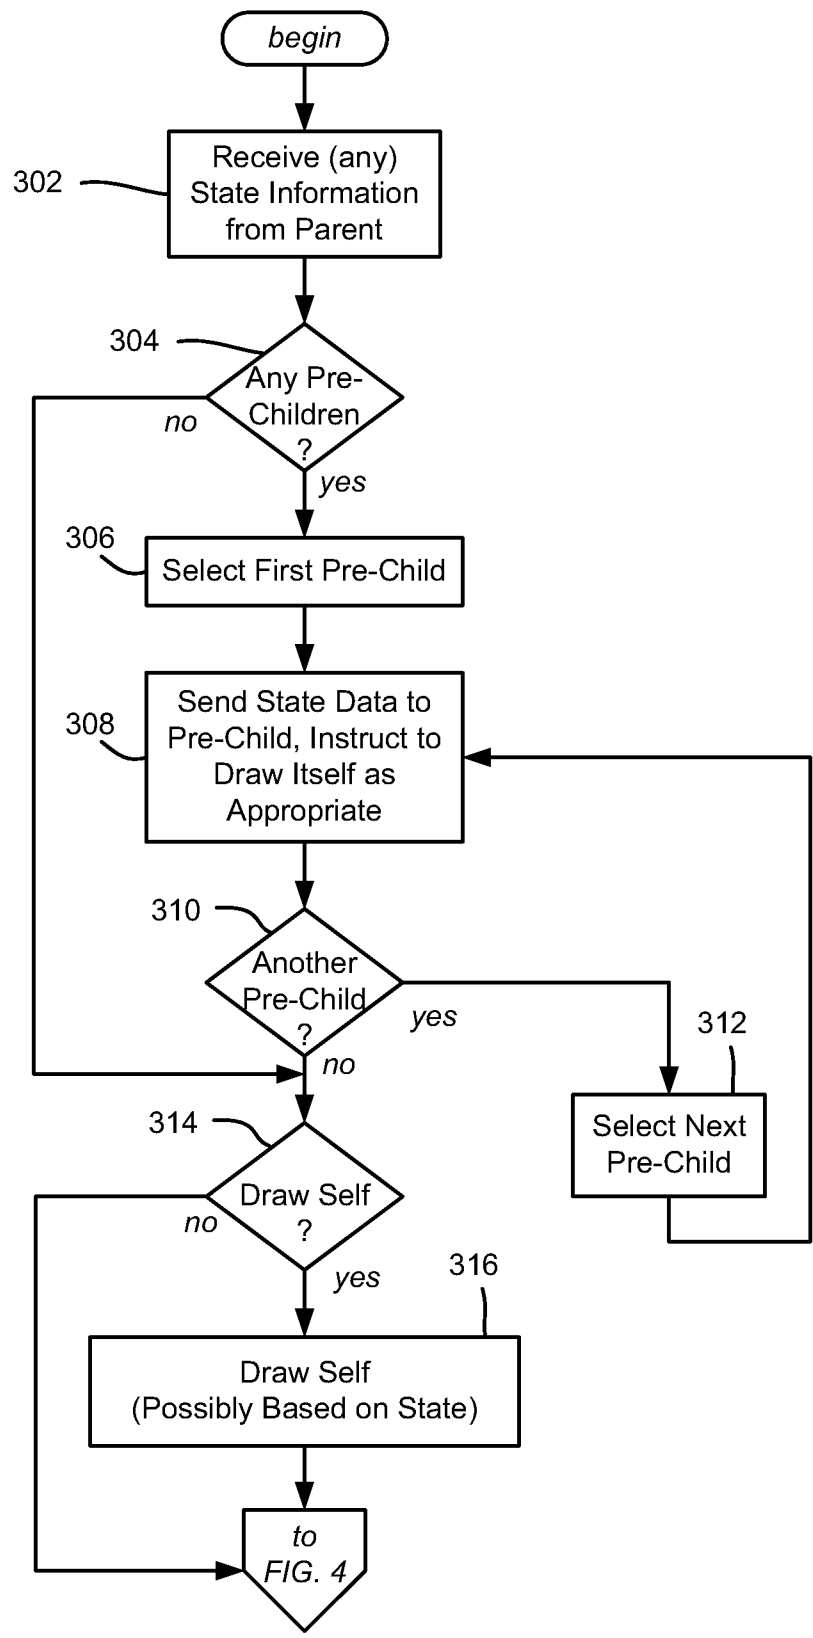 begin
302
Receive (any)
State Information
from Parent
304
Any Pre-
Children
?
no
yes
306
Select First Pre-Child
308
Send State Data to
Pre-Child, Instruct to
Draw Itself as
Appropriate
310
Another
Pre-Child
?
yes
no
312
Select Next
Pre-Child
314
Draw Self
?
no
yes
316
Draw Self
(Possibly Based on State)
to
FIG. 4